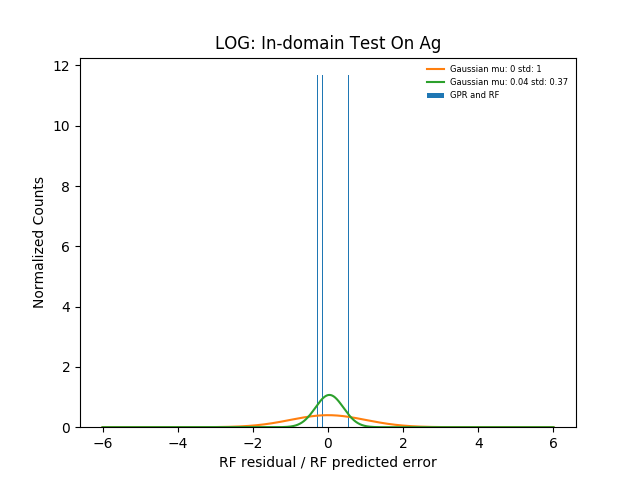 LOG: In-domain Test On Ag
Gaussian mu: 0 std: 1
Gaussian mu: 0.04 std: 0.37
GPR and RF
Normalized Counts
12
10
8
6
4
2
0
−6
−4
−2
0
2
4
6
RF residual / RF predicted error